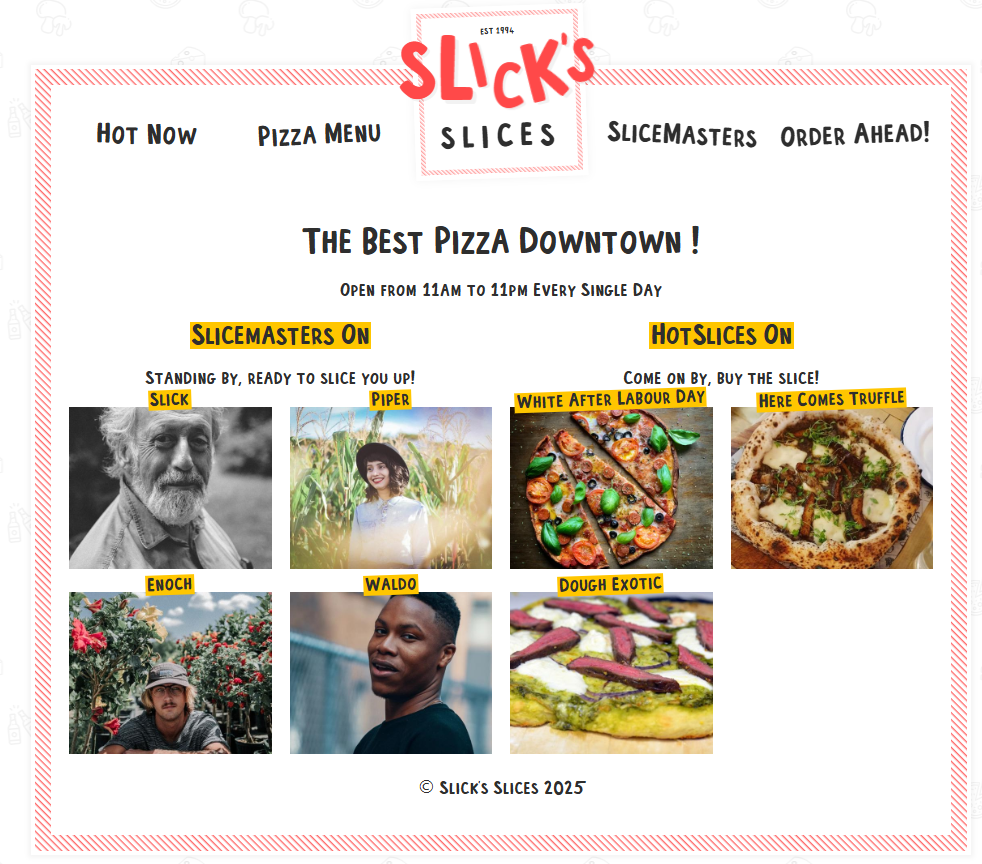 EST 1994
SLICK'S
SLICES
Hot Now
Pizza Menu
SliceMasters
Order Ahead!
The Best Pizza Downtown !
Open from 11am to 11pm Every Single Day
Slicemasters On
Standing by, ready to slice you up!
Slick
Piper
Enoch
Waldo
HotSlices On
Come on by, buy the slice!
White After Labour Day
Here Comes Truffle
Dough Exotic
© Slick's Slices 2025